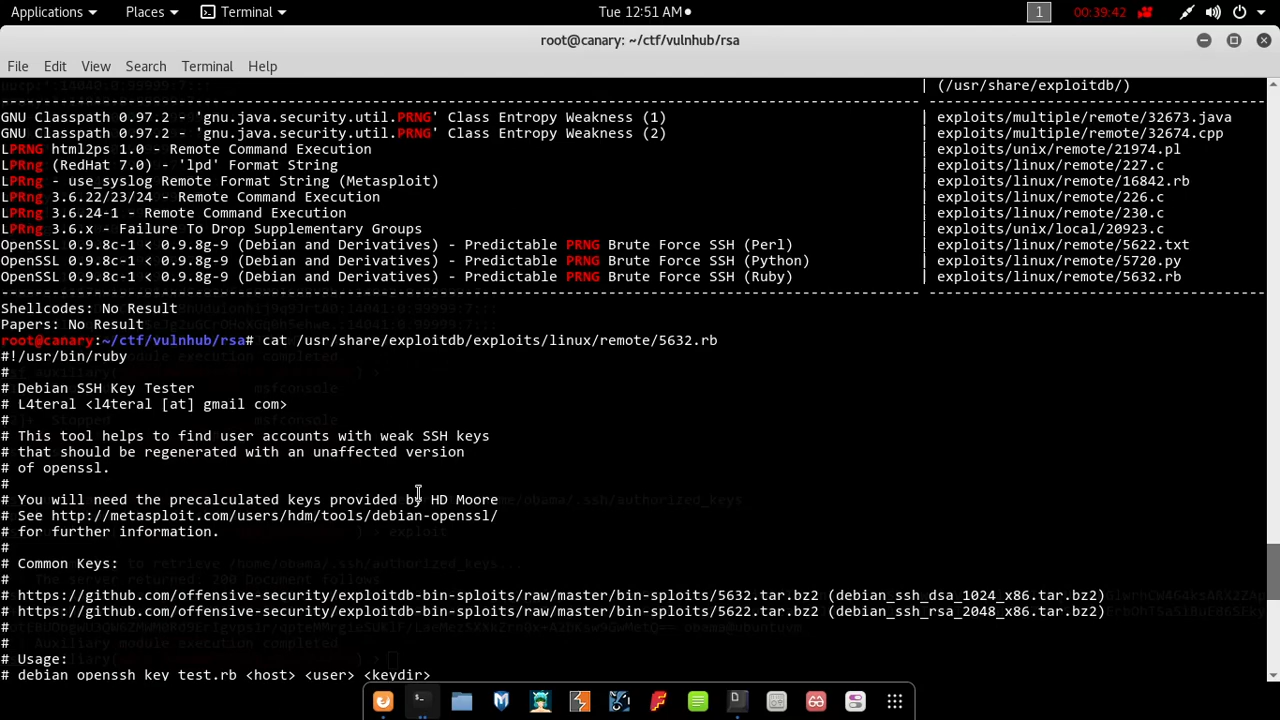 Applications Places Terminal Tue 12:51 AM 1 00:39:42
root@canary: ~/ctf/vulnhub/rsa
File Edit View Search Terminal Help
| (/usr/share/exploitdb/)
GNU Classpath 0.97.2 - 'gnu.java.security.util.PRNG' Class Entropy Weakness (1) | exploits/multiple/remote/32673.java
GNU Classpath 0.97.2 - 'gnu.java.security.util.PRNG' Class Entropy Weakness (2) | exploits/multiple/remote/32674.cpp
LPRNG html2ps 1.0 - Remote Command Execution | exploits/unix/remote/21974.pl
LPRng (RedHat 7.0) - 'lpd' Format String | exploits/linux/remote/227.c
LPRng - use_syslog Remote Format String (Metasploit) | exploits/linux/remote/16842.rb
LPRng 3.6.22/23/24 - Remote Command Execution | exploits/linux/remote/226.c
LPRng 3.6.24-1 - Remote Command Execution | exploits/linux/remote/230.c
LPRng 3.6.x - Failure To Drop Supplementary Groups | exploits/unix/local/20923.c
OpenSSL 0.9.8c-1 < 0.9.8g-9 (Debian and Derivatives) - Predictable PRNG Brute Force SSH (Perl) | exploits/linux/remote/5622.txt
OpenSSL 0.9.8c-1 < 0.9.8g-9 (Debian and Derivatives) - Predictable PRNG Brute Force SSH (Python) | exploits/linux/remote/5720.py
OpenSSL 0.9.8c-1 < 0.9.8g-9 (Debian and Derivatives) - Predictable PRNG Brute Force SSH (Ruby) | exploits/linux/remote/5632.rb
Shellcodes: No Result
Papers: No Result
root@canary:~/ctf/vulnhub/rsa# cat /usr/share/exploitdb/exploits/linux/remote/5632.rb
#!/usr/bin/ruby
#
# Debian SSH Key Tester
# L4teral <l4teral [at] gmail com>
#
# This tool helps to find user accounts with weak SSH keys
# that should be regenerated with an unaffected version
# of openssl.
#
# You will need the precalculated keys provided by HD Moore
# See http://metasploit.com/users/hdm/tools/debian-openssl/
# for further information.
#
# Common Keys:
#
# https://github.com/offensive-security/exploitdb-bin-sploits/raw/master/bin-sploits/5632.tar.bz2 (debian_ssh_dsa_1024_x86.tar.bz2)
# https://github.com/offensive-security/exploitdb-bin-sploits/raw/master/bin-sploits/5622.tar.bz2 (debian_ssh_rsa_2048_x86.tar.bz2)
#
#
# Usage:
# debian_openssh_key_test.rb <host> <user> <keydir>